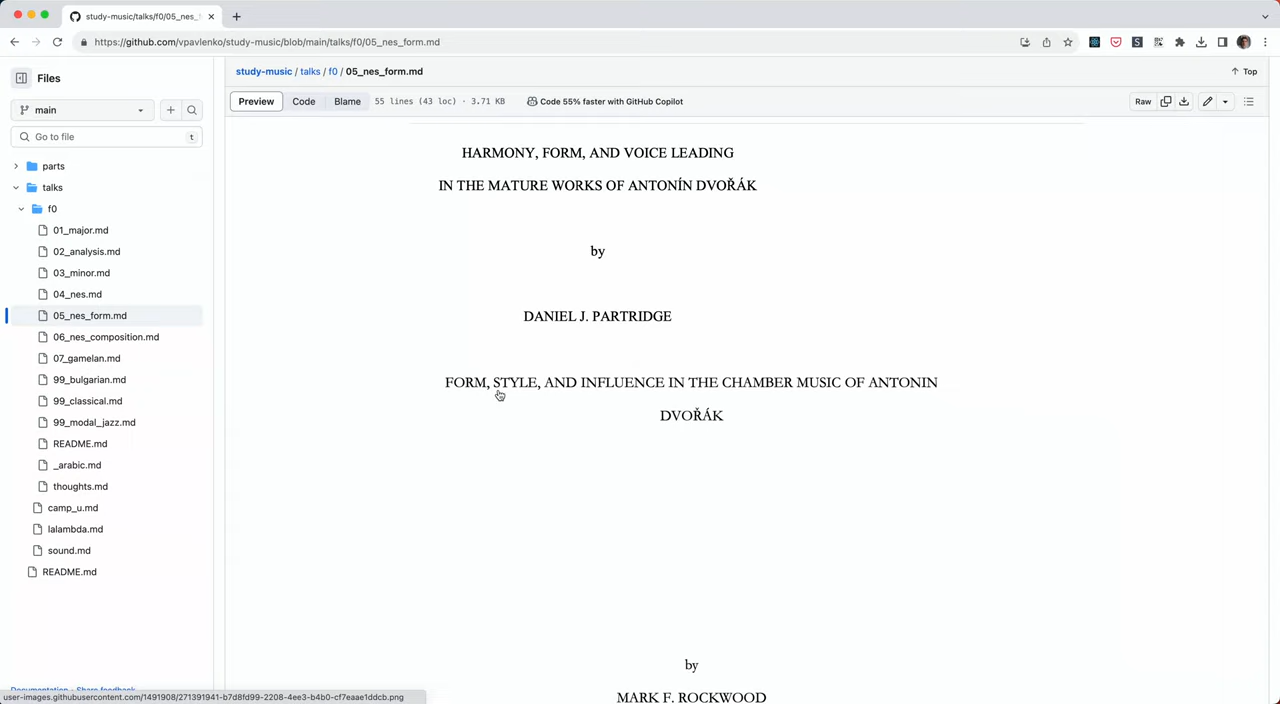 study-music/talks/f0/05_nes_
https://github.com/vpavlenko/study-music/blob/main/talks/f0/05_nes_form.md
Files
main
Go to file
t
parts
talks
f0
01_major.md
02_analysis.md
03_minor.md
04_nes.md
05_nes_form.md
06_nes_composition.md
07_gamelan.md
99_bulgarian.md
99_classical.md
99_modal_jazz.md
README.md
_arabic.md
thoughts.md
camp_u.md
lalambda.md
sound.md
README.md
Documentation · Share feedback
study-music / talks / f0 / 05_nes_form.md
Top
Preview
Code
Blame
55 lines (43 loc) · 3.71 KB
Code 55% faster with GitHub Copilot
Raw
HARMONY, FORM, AND VOICE LEADING
IN THE MATURE WORKS OF ANTONÍN DVOŘÁK
by
DANIEL J. PARTRIDGE
FORM, STYLE, AND INFLUENCE IN THE CHAMBER MUSIC OF ANTONIN
DVOŘÁK
by
MARK F. ROCKWOOD
user-images.githubusercontent.com/1491908/271391941-b7d8fd99-2208-4ee3-b4b0-cf7eaae1ddcb.png